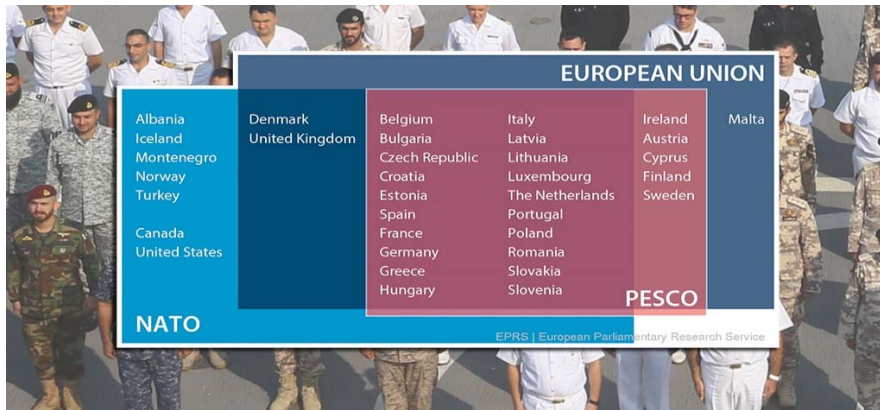 EUROPEAN UNION
Albania
Iceland
Montenegro
Norway
Turkey
Canada
United States
Denmark
United Kingdom
Belgium
Bulgaria
Czech Republic
Croatia
Estonia
Spain
France
Germany
Greece
Hungary
Italy
Latvia
Lithuania
Luxembourg
The Netherlands
Portugal
Poland
Romania
Slovakia
Slovenia
Ireland
Austria
Cyprus
Finland
Sweden
Malta
PESCO
NATO
EPRS | European Parliamentary Research Service